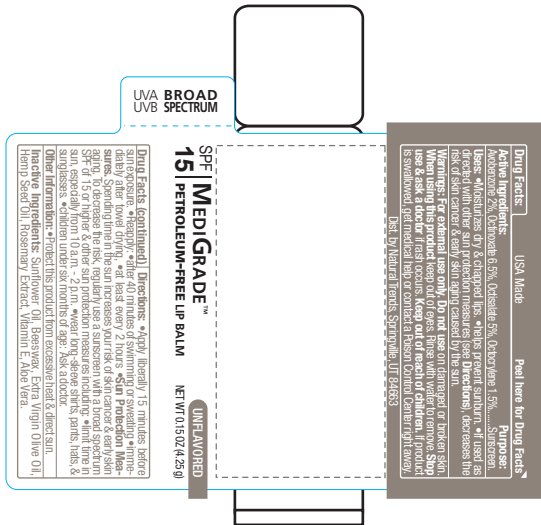 UVA BROAD
UVB SPECTRUM
SPF 15 MEDIGRADE™
PETROLEUM-FREE LIP BALM
UNFLAVORED
NET WT 0.15 OZ (4.25 g)
Drug Facts: USA Made Peel here for Drug Facts
Active Ingredients: Purpose:
Avobenzone 2%, Octinoxate 6.5%, Octisalate 5%, Octocrylene 1.5%.....Sunscreen.
Uses: •Moisturizes dry & chapped lips. •helps prevent sunburn. •If used as
directed with other sun protection measures (see Directions), decreases the
risk of skin cancer & early skin aging caused by the sun.
Warnings: For external use only. Do not use on damaged or broken skin.
When using this product keep out of eyes. Rinse with water to remove. Stop
use & ask a doctor if rash occurs. Keep out of reach of children. If product
is swallowed, get medical help or contact a Poison Control Center right away.
Dist. by Natural Trends, Springville, UT 84663
Drug Facts (continued). Directions: •Apply liberally 15 minutes before
sun exposure. •Reapply: •after 40 minutes of swimming or sweating •imme-
diately after towel drying. •at least every 2 hours •Sun Protection Mea-
sures. Spending time in the sun increases your risk of skin cancer & early skin
aging. To decrease the risk, regularly use a sunscreen with a broad spectrum
SPF of 15 or higher & other sun protection measures including: •limit time in
sun, especially from 10 a.m. - 2 p.m. •wear long-sleeve shirts, pants, hats, &
sunglasses. •children under six months of age: Ask a doctor.
Other Information: •Protect this product from excessive heat & direct sun.
Inactive Ingredients: Sunflower Oil, Beeswax, Extra Virgin Olive Oil,
Hemp Seed Oil, Rosemary Extract, Vitamin E, Aloe Vera.